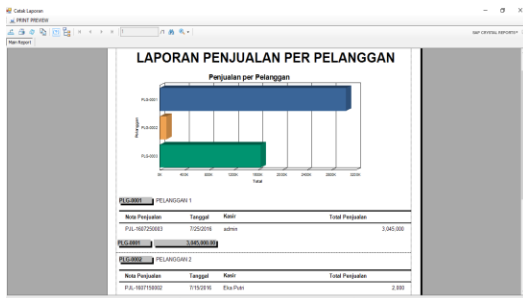 Cetak Laporan
PRINT PREVIEW
1
SAP CRYSTAL REPORTS®
Main Report
LAPORAN PENJUALAN PER PELANGGAN
Penjualan per Pelanggan
PLG-0001
PLG-0002
PLG-0003
Pelanggan
Total
PLG-0001 PELANGGAN 1
Nota Penjualan Tanggal Kasir Total Penjualan
PJL-1607250003 7/25/2016 admin 3,045,000
PLG-0001 3,045,000.00
PLG-0002 PELANGGAN 2
Nota Penjualan Tanggal Kasir Total Penjualan
PJL-1607150002 7/15/2016 Eka Putri 2,000